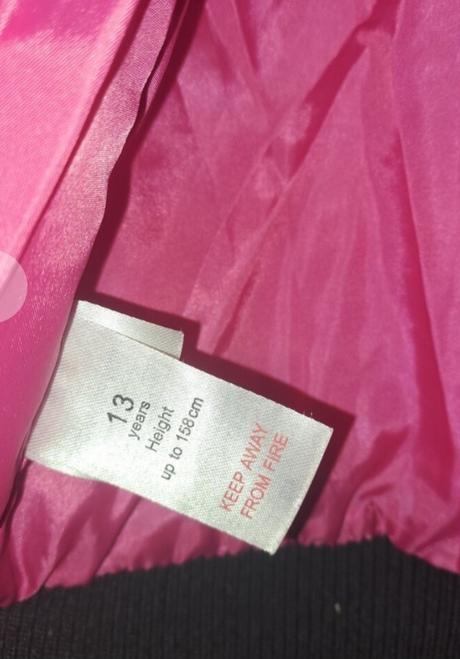 13
years
Height
up to 158cm
KEEP AWAY
FROM FIRE